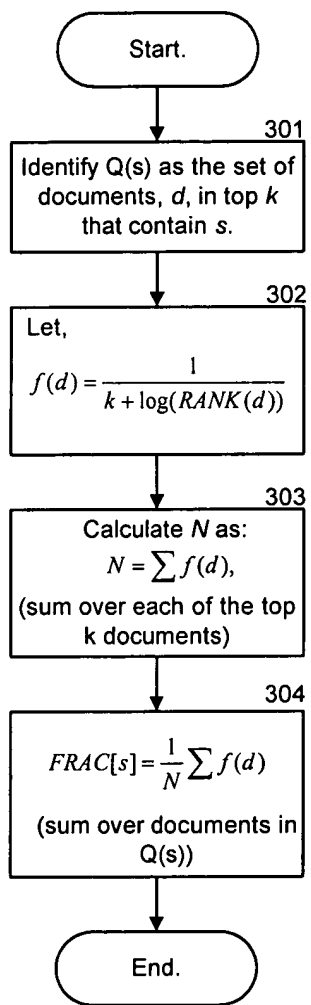 Start.
301
Identify Q(s) as the set of
documents, d, in top k
that contain s.
302
Let,
f(d) = 1 / (k + log(RANK(d)))
303
Calculate N as:
N = ∑ f(d),
(sum over each of the top
k documents)
304
FRAC[s] = 1/N ∑ f(d)
(sum over documents in
Q(s))
End.